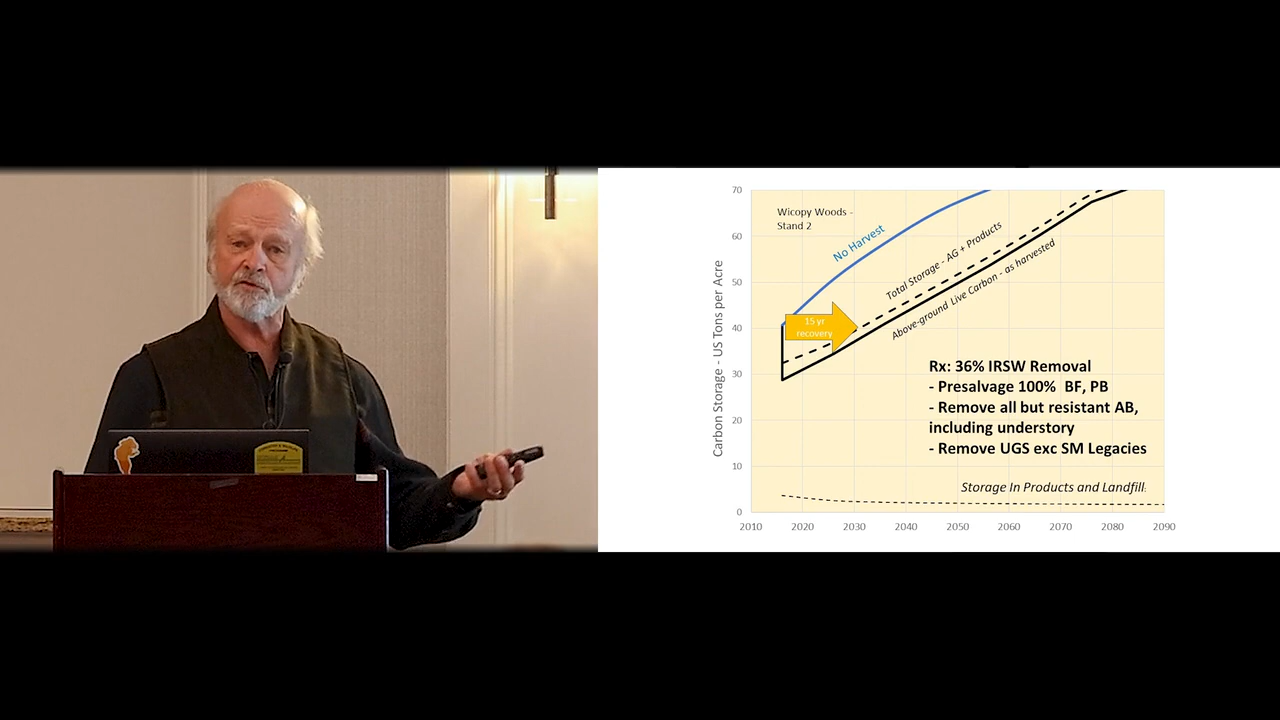 70
60
50
40
30
20
10
0
Carbon Storage - US Tons per Acre
Wicopy Woods -
Stand 2
No Harvest
Total Storage - AG + Products
Above-ground Live Carbon - as harvested
15 yr
recovery
Rx: 36% IRSW Removal
- Presalvage 100% BF, PB
- Remove all but resistant AB,
including understory
- Remove UGS exc SM Legacies
Storage In Products and Landfill
2010 2020 2030 2040 2050 2060 2070 2080 2090